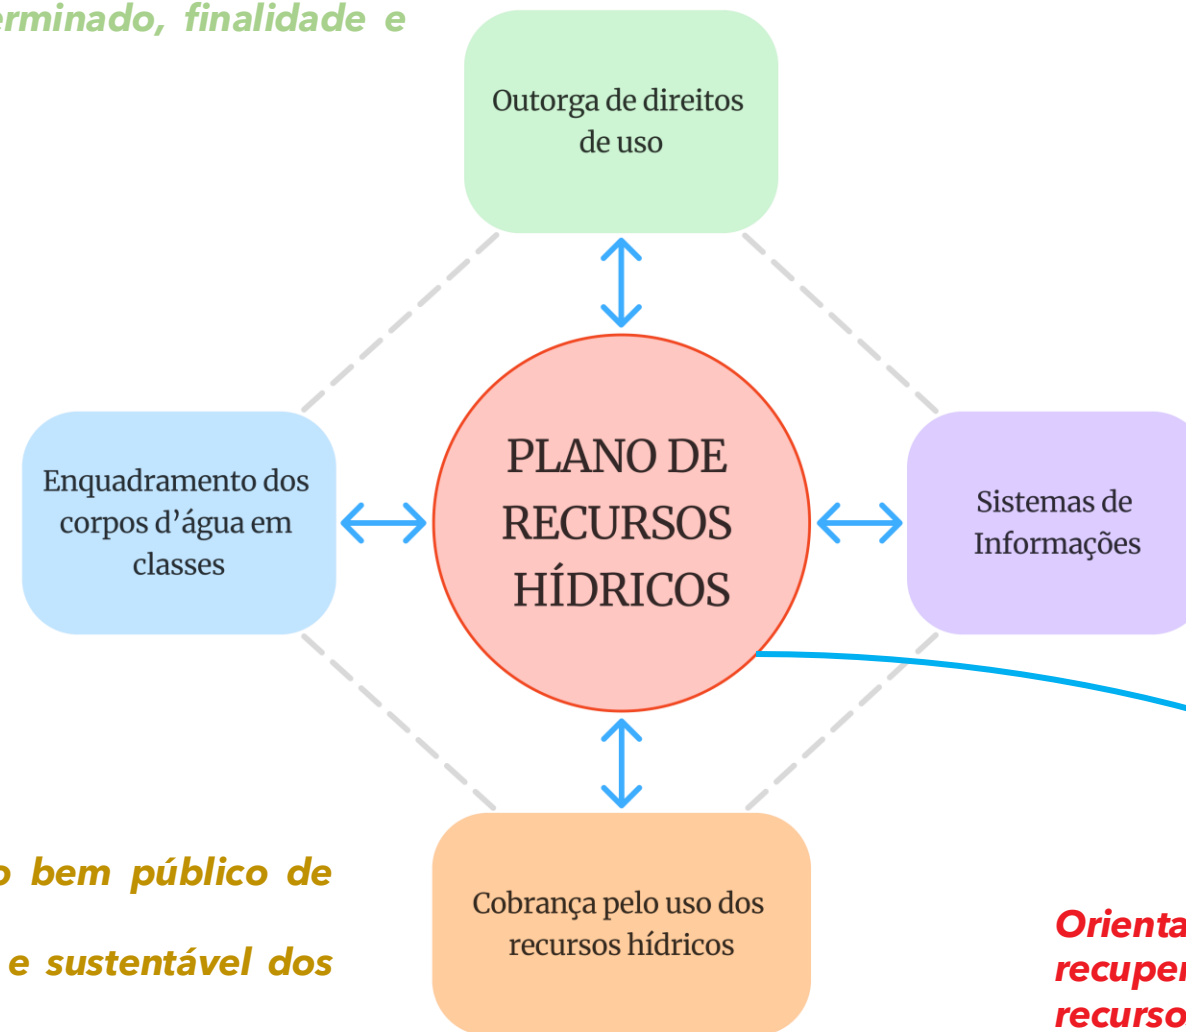 erminado, finalidade e
Outorga de direitos
de uso
Enquadramento dos
corpos d’água em
classes
PLANO DE
RECURSOS
HÍDRICOS
Sistemas de
Informações
o bem público de
e sustentável dos
Cobrança pelo uso dos
recursos hídricos
Orienta
recuper
recurso